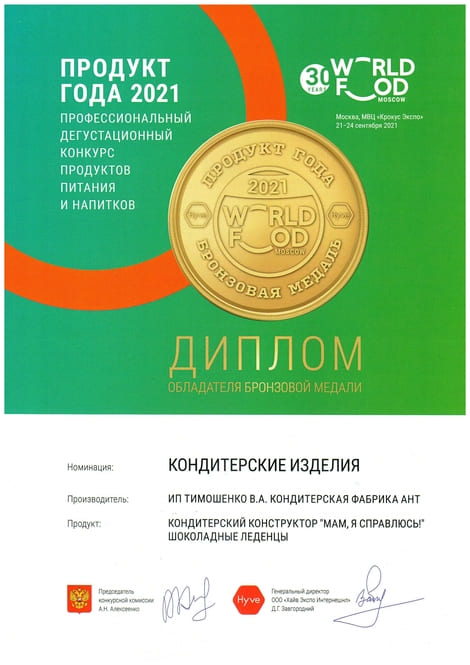 ПРОДУКТ
ГОДА 2021
ПРОФЕССИОНАЛЬНЫЙ
ДЕГУСТАЦИОННЫЙ
КОНКУРС
ПРОДУКТОВ
ПИТАНИЯ
И НАПИТКОВ
30
YEARS
WORLD
FOOD
MOSCOW
Москва, МВЦ «Крокус Экспо»
21–24 сентября 2021
ПРОДУКТ ГОДА
2021
Hyve
WORLD
FOOD
MOSCOW
Hyve
БРОНЗОВАЯ МЕДАЛЬ
ДИПЛОМ
ОБЛАДАТЕЛЯ БРОНЗОВОЙ МЕДАЛИ
Номинация:
КОНДИТЕРСКИЕ ИЗДЕЛИЯ
Производитель:
ИП ТИМОШЕНКО В.А. КОНДИТЕРСКАЯ ФАБРИКА АНТ
Продукт:
КОНДИТЕРСКИЙ КОНСТРУКТОР "МАМ, Я СПРАВЛЮСЬ!"
ШОКОЛАДНЫЕ ЛЕДЕНЦЫ
Председатель
конкурсной комиссии
А.Н. Алексеенко
Hyve
Генеральный директор
ООО «Хайв Экспо Интернешнл»
Д.Г. Завгородний